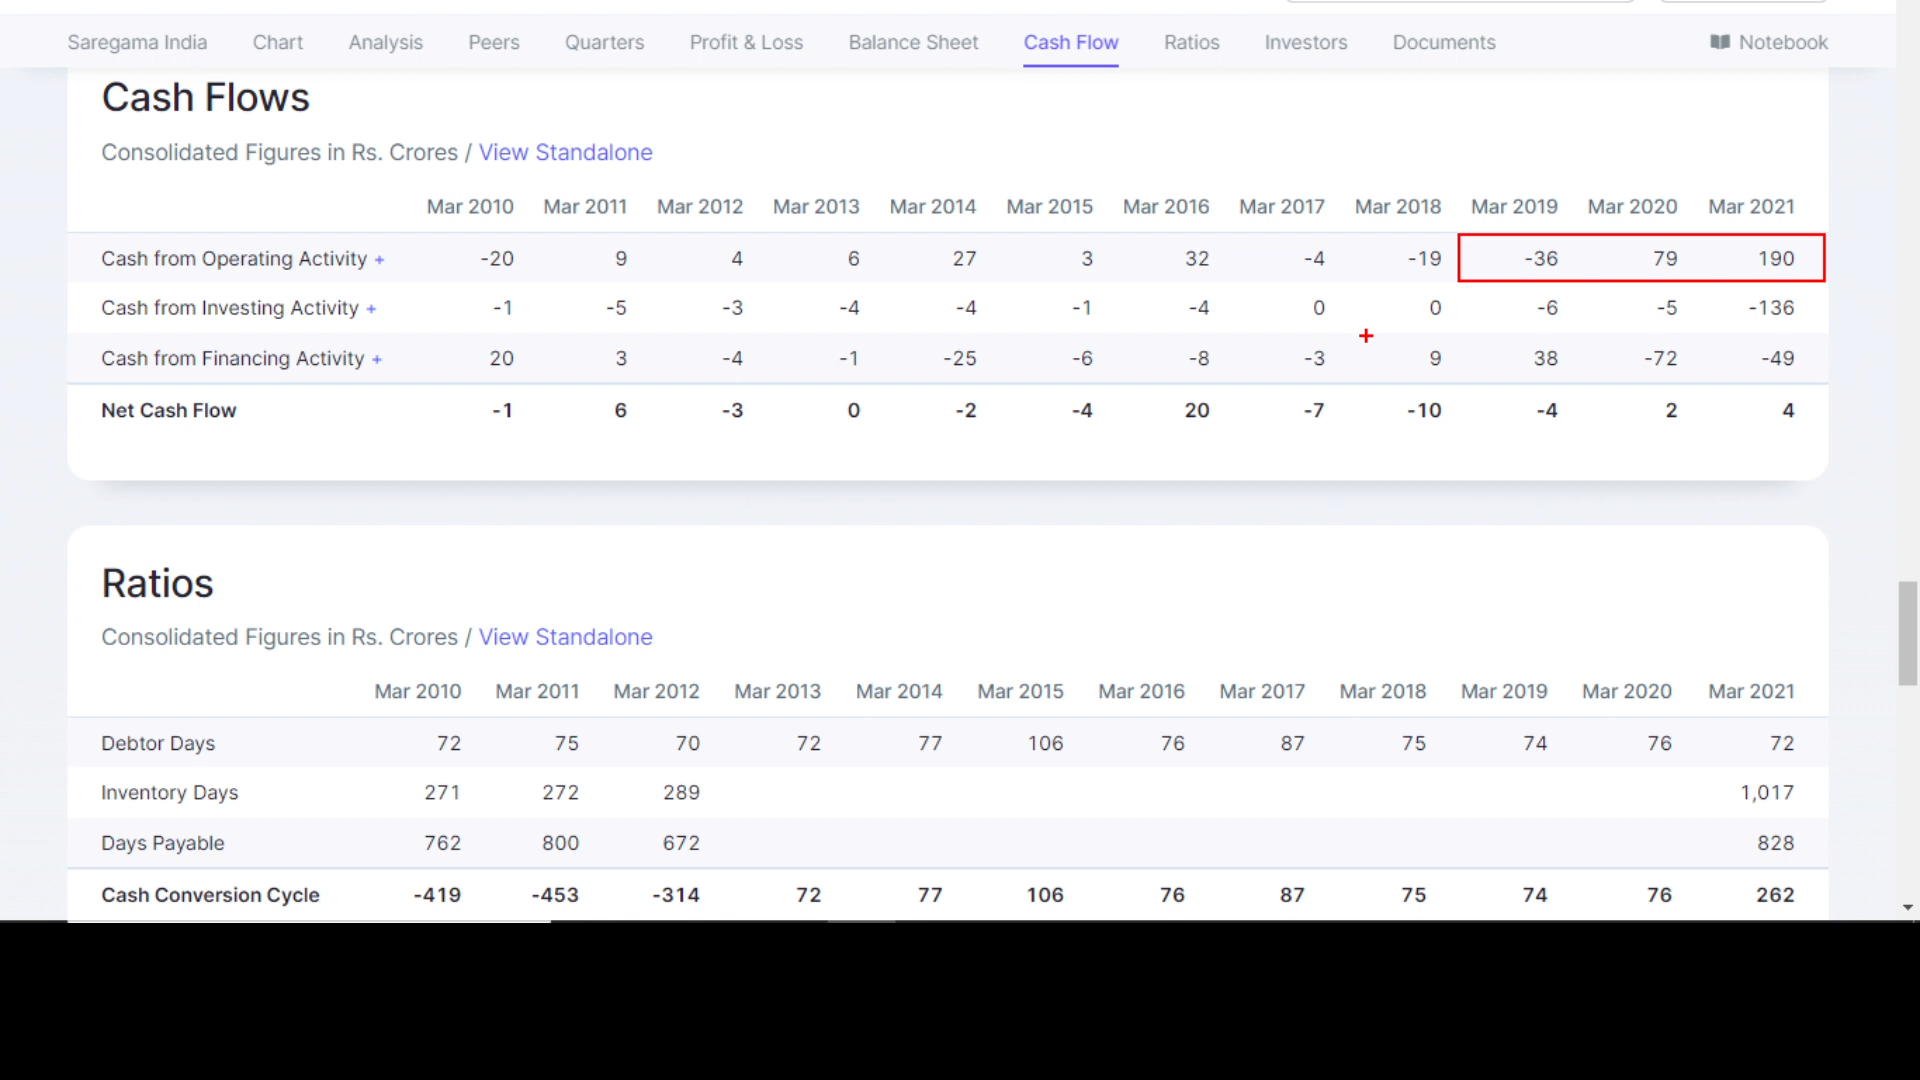 Saregama India Chart Analysis Peers Quarters Profit & Loss Balance Sheet Cash Flow Ratios Investors Documents Notebook
Cash Flows
Consolidated Figures in Rs. Crores / View Standalone
Mar 2010 Mar 2011 Mar 2012 Mar 2013 Mar 2014 Mar 2015 Mar 2016 Mar 2017 Mar 2018 Mar 2019 Mar 2020 Mar 2021
Cash from Operating Activity + -20 9 4 6 27 3 32 -4 -19 -36 79 190
Cash from Investing Activity + -1 -5 -3 -4 -4 -1 -4 0 0 -6 -5 -136
Cash from Financing Activity + 20 3 -4 -1 -25 -6 -8 -3 9 38 -72 -49
Net Cash Flow -1 6 -3 0 -2 -4 20 -7 -10 -4 2 4
Ratios
Consolidated Figures in Rs. Crores / View Standalone
Mar 2010 Mar 2011 Mar 2012 Mar 2013 Mar 2014 Mar 2015 Mar 2016 Mar 2017 Mar 2018 Mar 2019 Mar 2020 Mar 2021
Debtor Days 72 75 70 72 77 106 76 87 75 74 76 72
Inventory Days 271 272 289 1,017
Days Payable 762 800 672 828
Cash Conversion Cycle -419 -453 -314 72 77 106 76 87 75 74 76 262